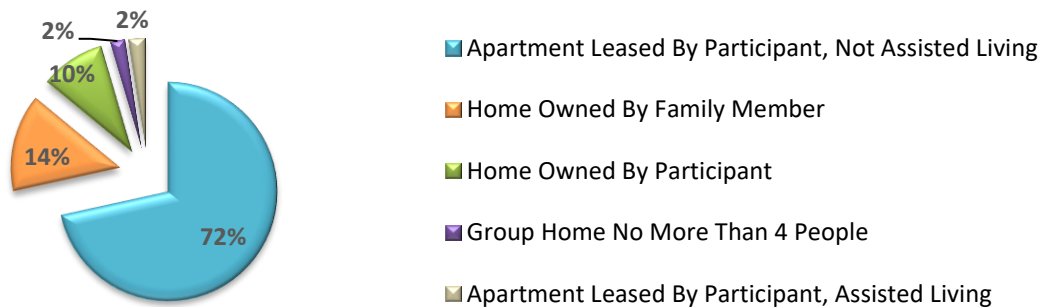 2%
2%
10%
14%
72%
Apartment Leased By Participant, Not Assisted Living
Home Owned By Family Member
Home Owned By Participant
Group Home No More Than 4 People
Apartment Leased By Participant, Assisted Living